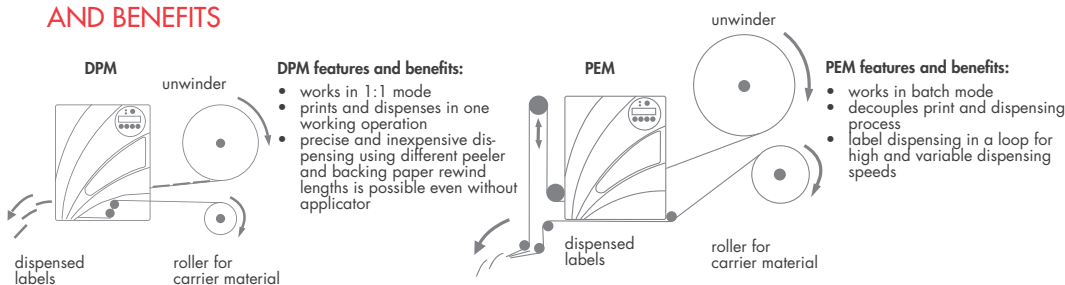 AND BENEFITS
DPM
unwinder
dispensed
labels
roller for
carrier material
DPM features and benefits:
• works in 1:1 mode
• prints and dispenses in one
working operation
• precise and inexpensive dis-
pensing using different peeler
and backing paper rewind
lengths is possible even without
applicator
PEM
unwinder
dispensed
labels
roller for
carrier material
PEM features and benefits:
• works in batch mode
• decouples print and dispensing
process
• label dispensing in a loop for
high and variable dispensing
speeds